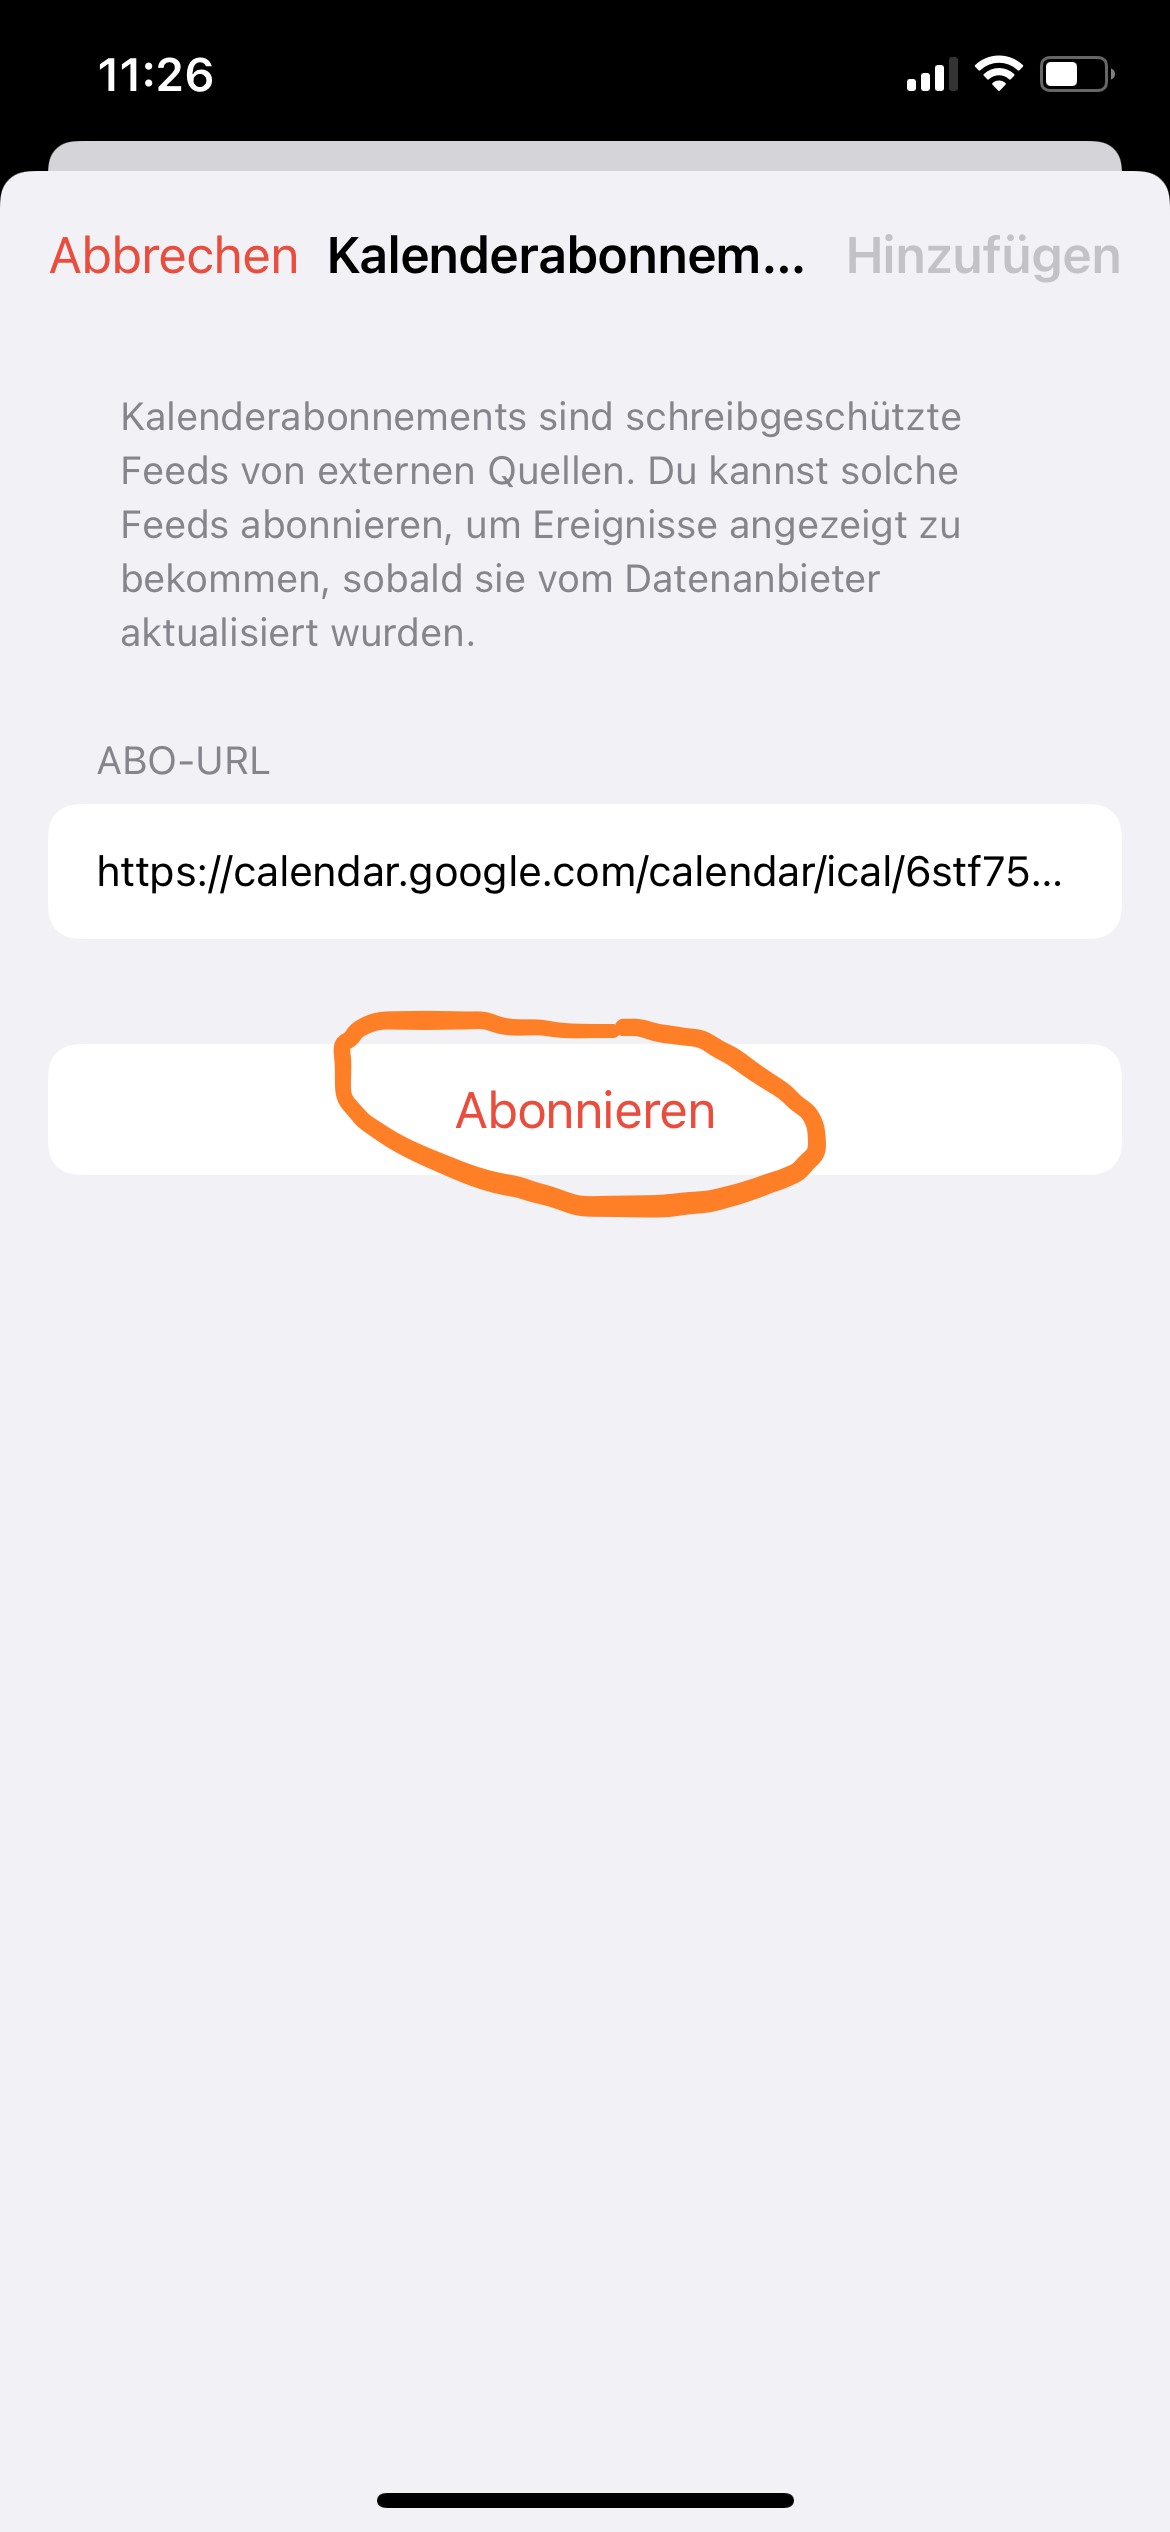 11:26
Abbrechen Kalenderabonnem... Hinzufügen
Kalenderabonnements sind schreibgeschützte
Feeds von externen Quellen. Du kannst solche
Feeds abonnieren, um Ereignisse angezeigt zu
bekommen, sobald sie vom Datenanbieter
aktualisiert wurden.
ABO-URL
https://calendar.google.com/calendar/ical/6stf75...
Abonnieren